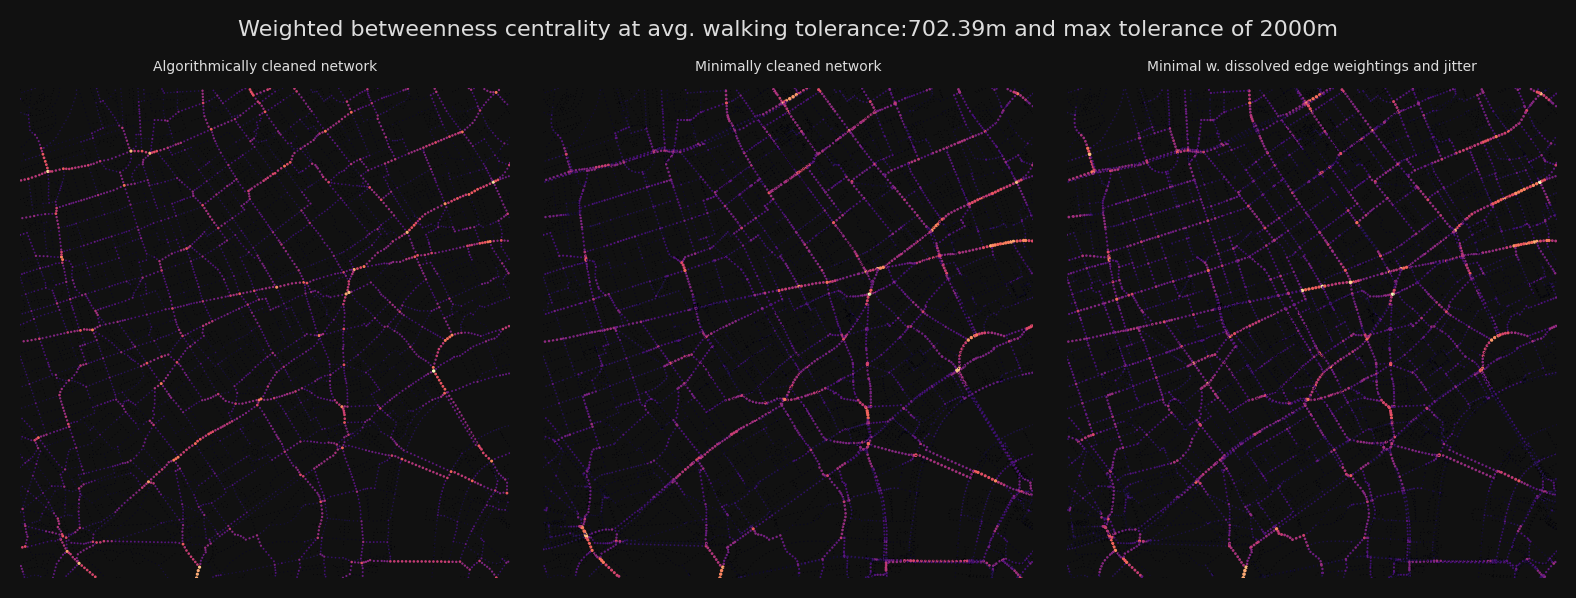 Weighted betweenness centrality at avg. walking tolerance:702.39m and max tolerance of 2000m
Algorithmically cleaned network
Minimally cleaned network
Minimal w. dissolved edge weightings and jitter